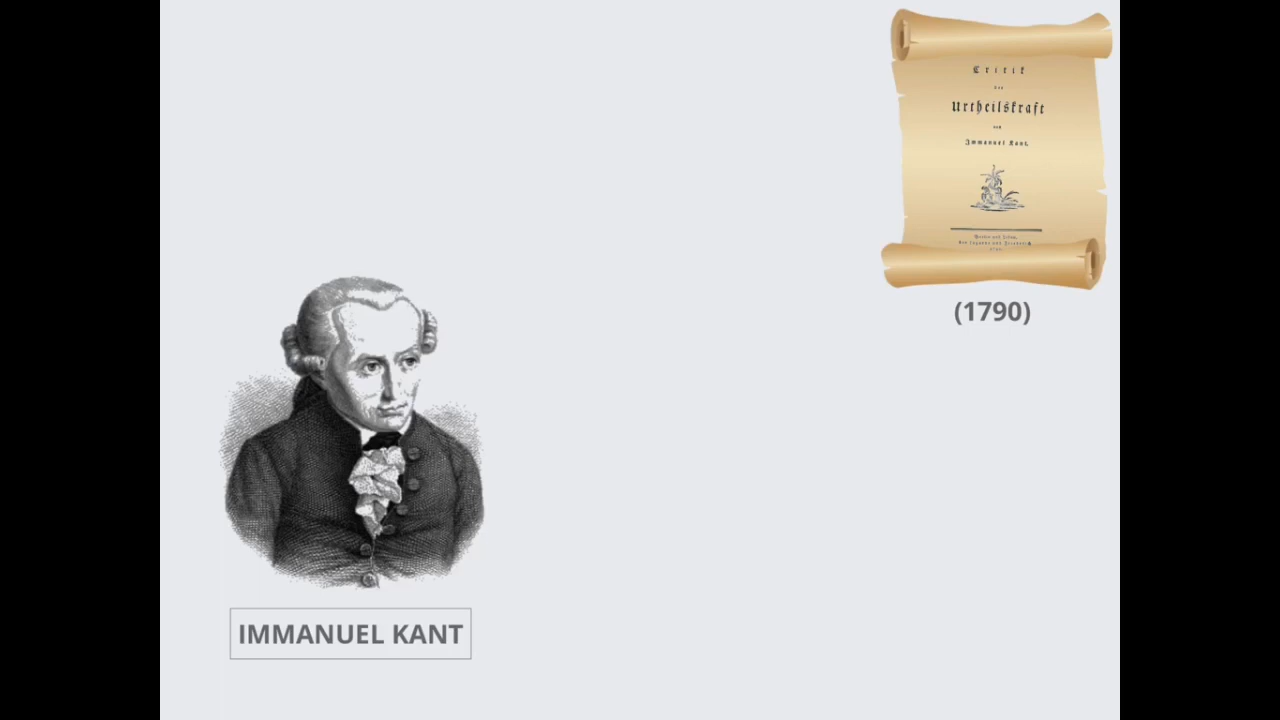 Critik
der
Urtheilskraft
von
Immanuel Kant.
(1790)
IMMANUEL KANT